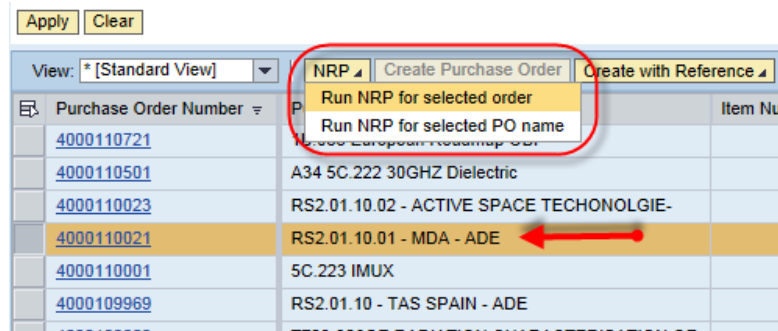 Apply Clear
View: * [Standard View] NRP Create Purchase Order Create with Reference
Run NRP for selected order
Run NRP for selected PO name
Purchase Order Number P Item Nu
4000110721
4000110501 A34 5C.222 30GHZ Dielectric
4000110023 RS2.01.10.02 - ACTIVE SPACE TECHONOLGIE-
4000110021 RS2.01.10.01 - MDA - ADE
4000110001 5C.223 IMUX
4000109969 RS2.01.10 - TAS SPAIN - ADE